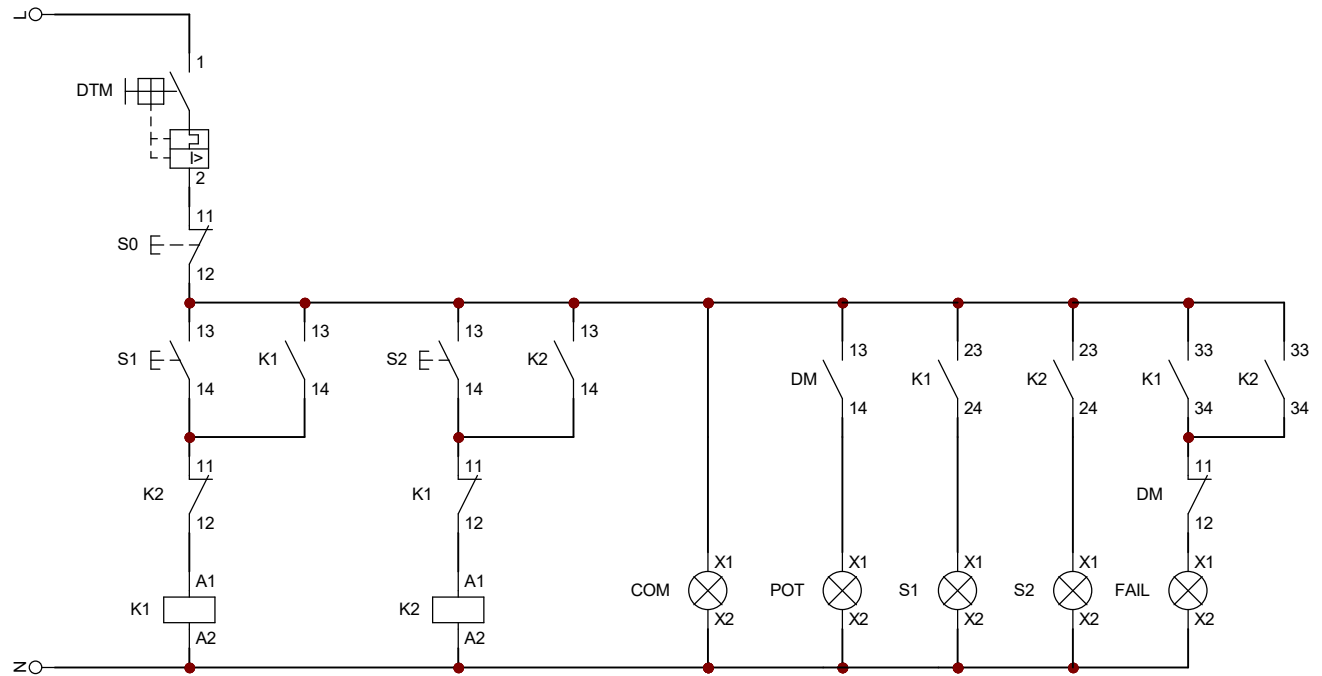 L
1
DTM
I>
2
11
S0
12
13 13 13 13 13 23 23 33 33
S1 K1 S2 K2 DM K1 K2 K1 K2
14 14 14 14 14 24 24 34 34
11 11 11
K2 K1 DM
12 12 12
A1 A1 X1 X1 X1 X1 X1
K1 K2 COM POT S1 S2 FAIL
A2 A2 X2 X2 X2 X2 X2
N